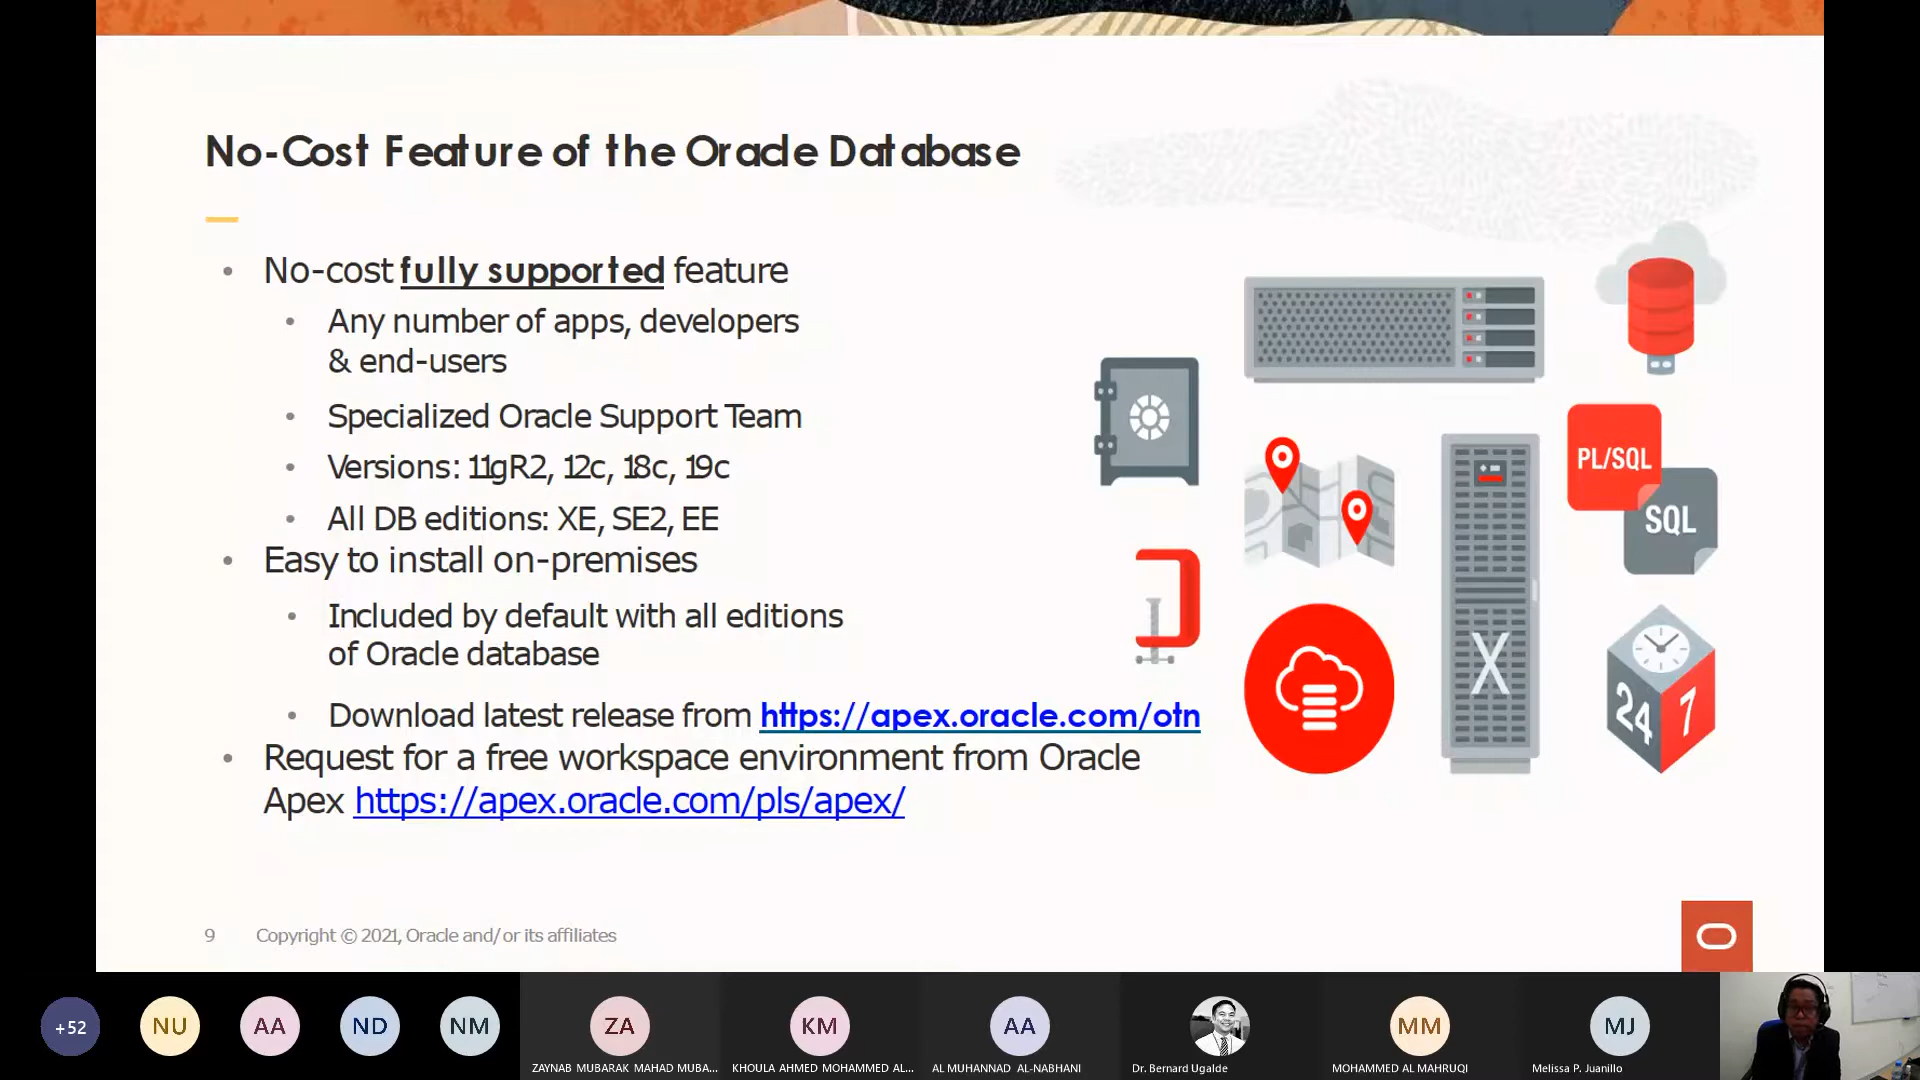 No-Cost Feature of the Oracle Database
• No-cost fully supported feature
• Any number of apps, developers
& end-users
• Specialized Oracle Support Team
• Versions: 11gR2, 12c, 18c, 19c
• All DB editions: XE, SE2, EE
• Easy to install on-premises
• Included by default with all editions
of Oracle database
• Download latest release from https://apex.oracle.com/otn
• Request for a free workspace environment from Oracle
Apex https://apex.oracle.com/pls/apex/
PL/SQL
SQL
X
24
7
9 Copyright © 2021, Oracle and/or its affiliates
+52
NU
AA
ND
NM
ZA
KM
AA
MM
MJ
ZAYNAB MUBARAK MAHAD MUBA...
KHOULA AHMED MOHAMMED AL...
AL MUHANNAD AL-NABHANI
Dr. Bernard Ugalde
MOHAMMED AL MAHRUQI
Melissa P. Juanillo